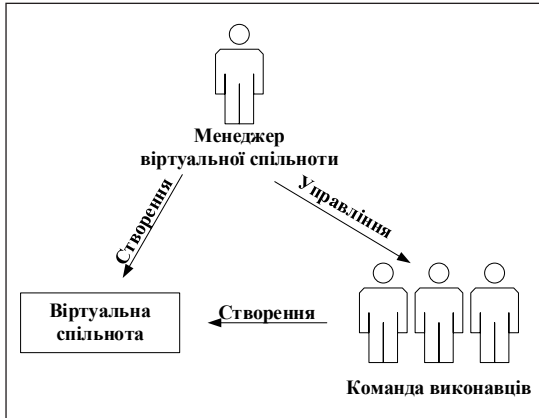 Менеджер
віртуальної спільноти
Створення
Управління
Віртуальна
спільнота
Створення
Команда виконавців